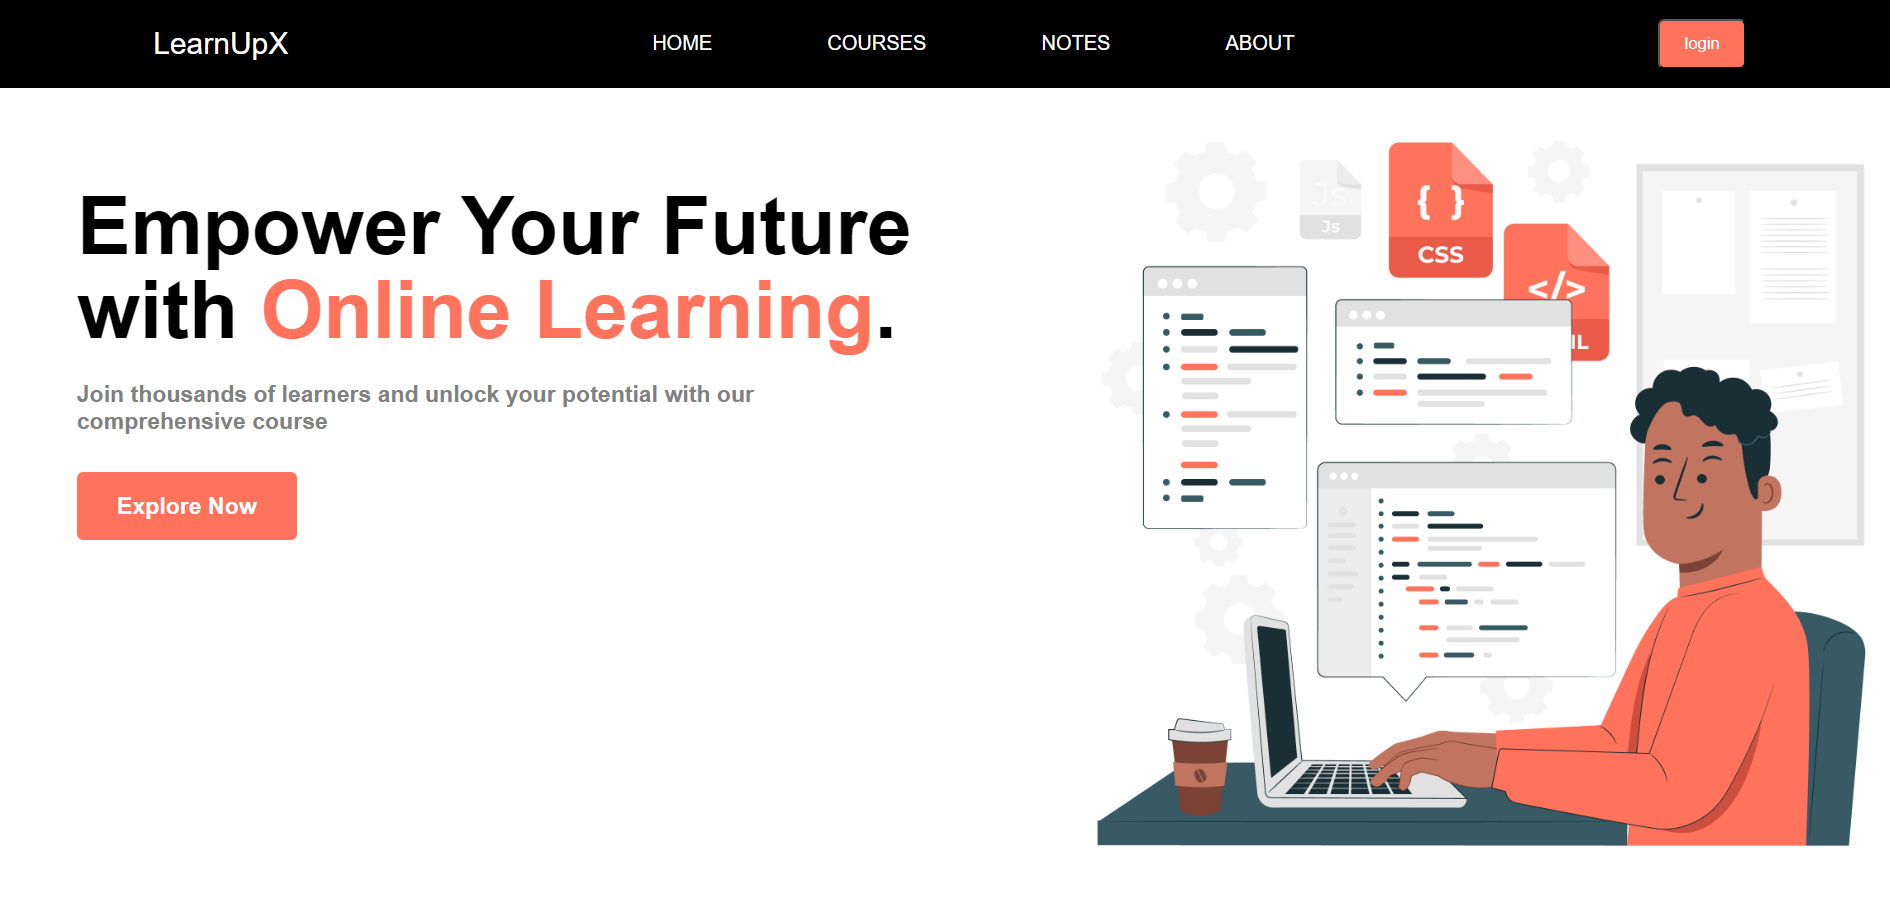 LearnUpX
HOME
COURSES
NOTES
ABOUT
login
Empower Your Future
with Online Learning.
Join thousands of learners and unlock your potential with our
comprehensive course
Explore Now
Js
Js
{ }
CSS
</>